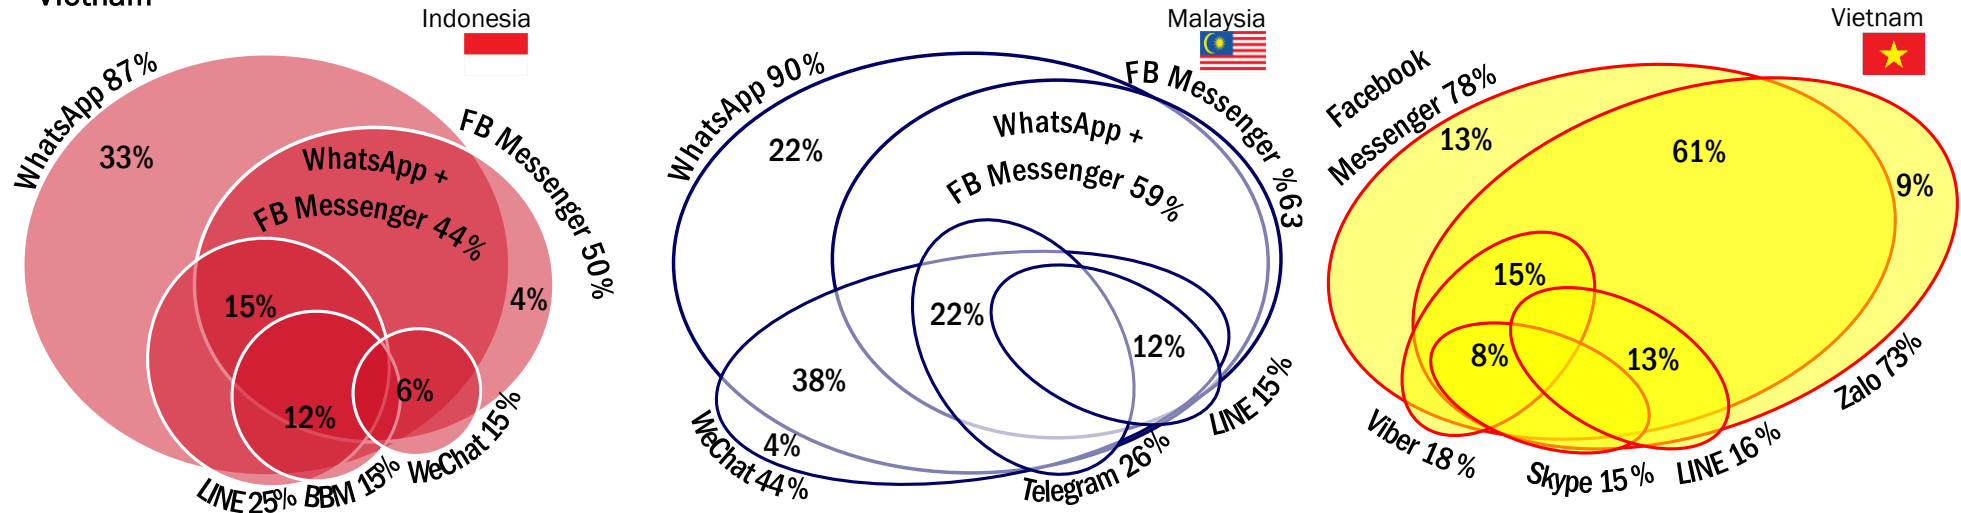 Vietnam
Indonesia
WhatsApp 87%
33%
FB Messenger 50%
WhatsApp +
FB Messenger 44%
4%
15%
12%
6%
LINE 25%
BBM 15%
WeChat 15%
Malaysia
WhatsApp 90%
22%
FB Messenger %63
WhatsApp +
FB Messenger 59%
22%
12%
38%
4%
WeChat 44%
Telegram 26%
LINE 15%
Vietnam
Facebook
Messenger 78%
13%
61%
9%
15%
8%
13%
Zalo 73%
Viber 18 %
Skype 15 %
LINE 16 %